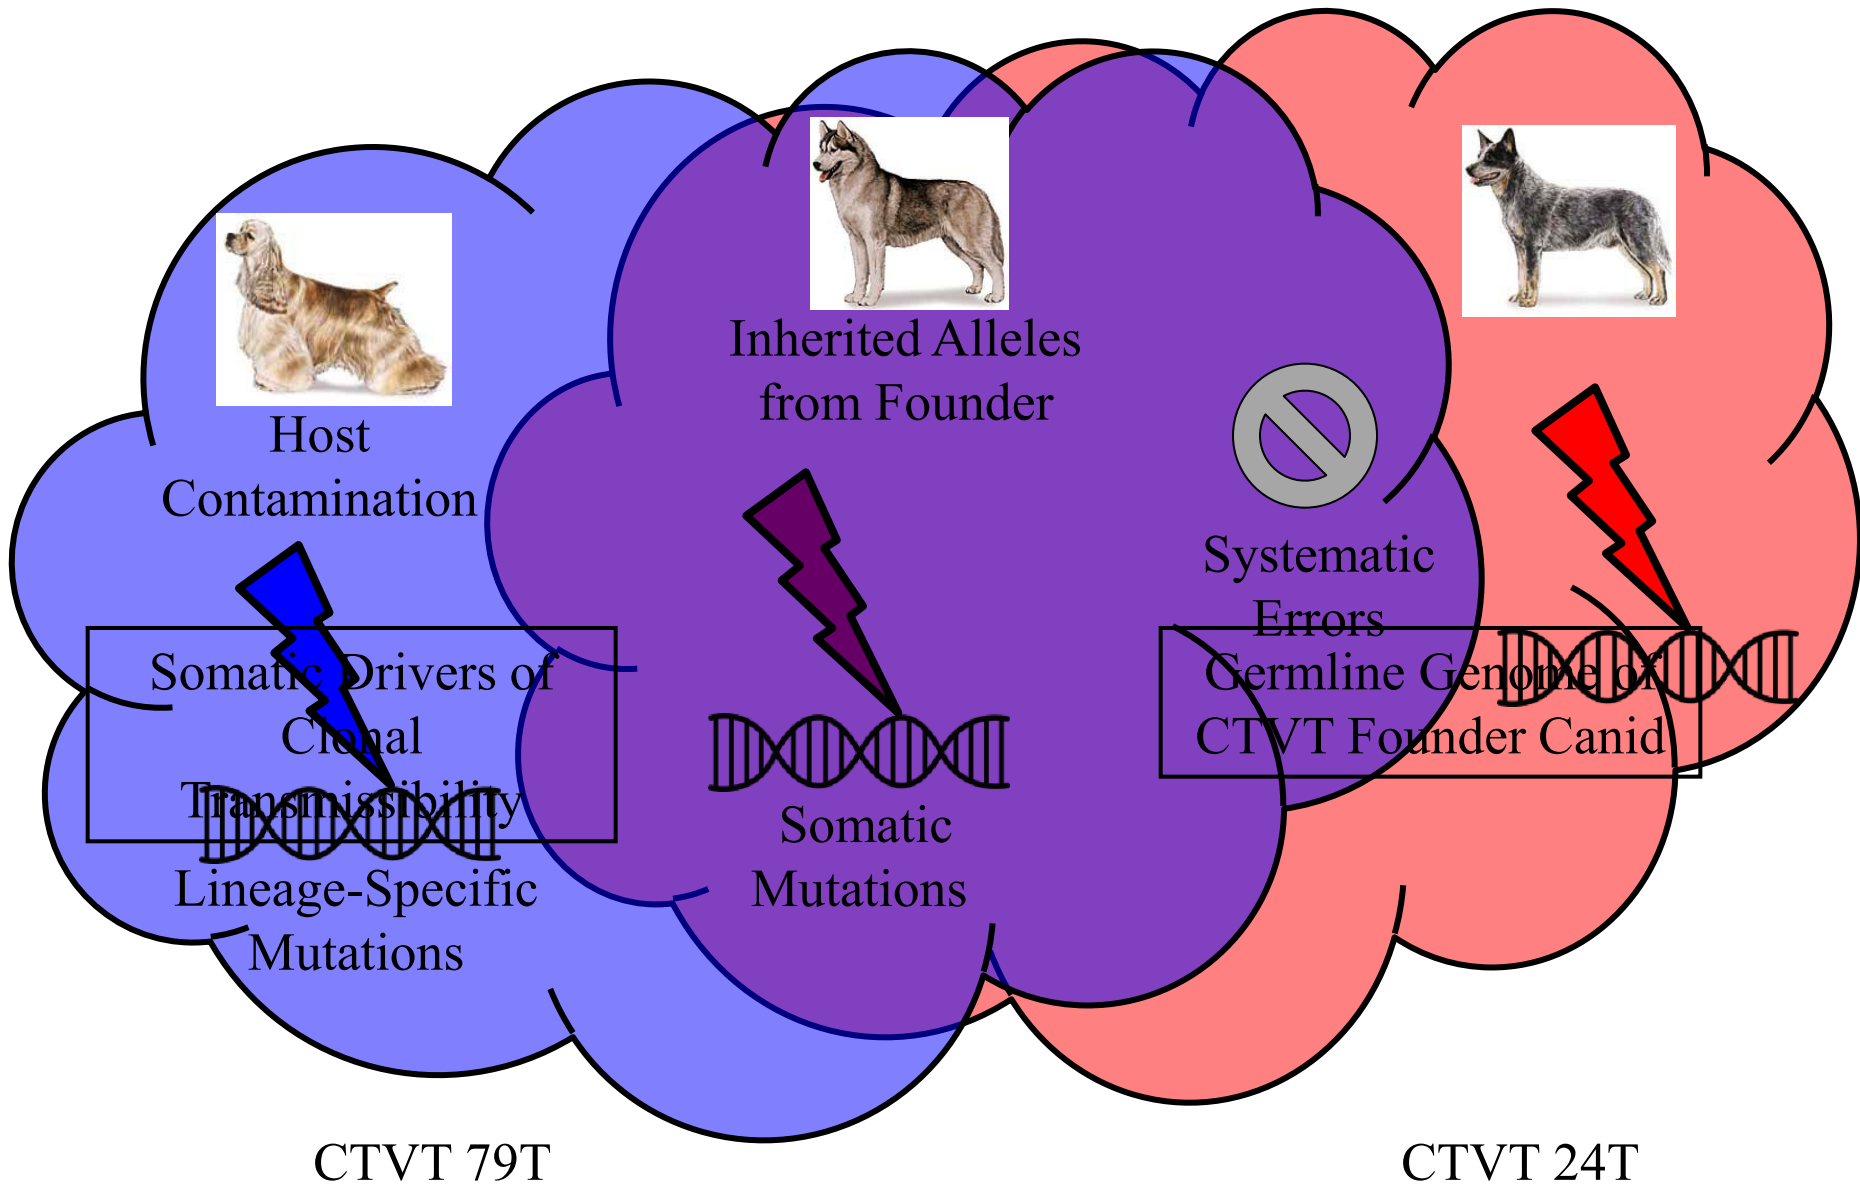 Inherited Alleles
from Founder
Host
Contamination
Systematic
Errors
Somatic Drivers of
Clonal
Transmissibility
Germline Genome of
CTVT Founder Canid
Somatic
Mutations
Lineage-Specific
Mutations
CTVT 79T
CTVT 24T